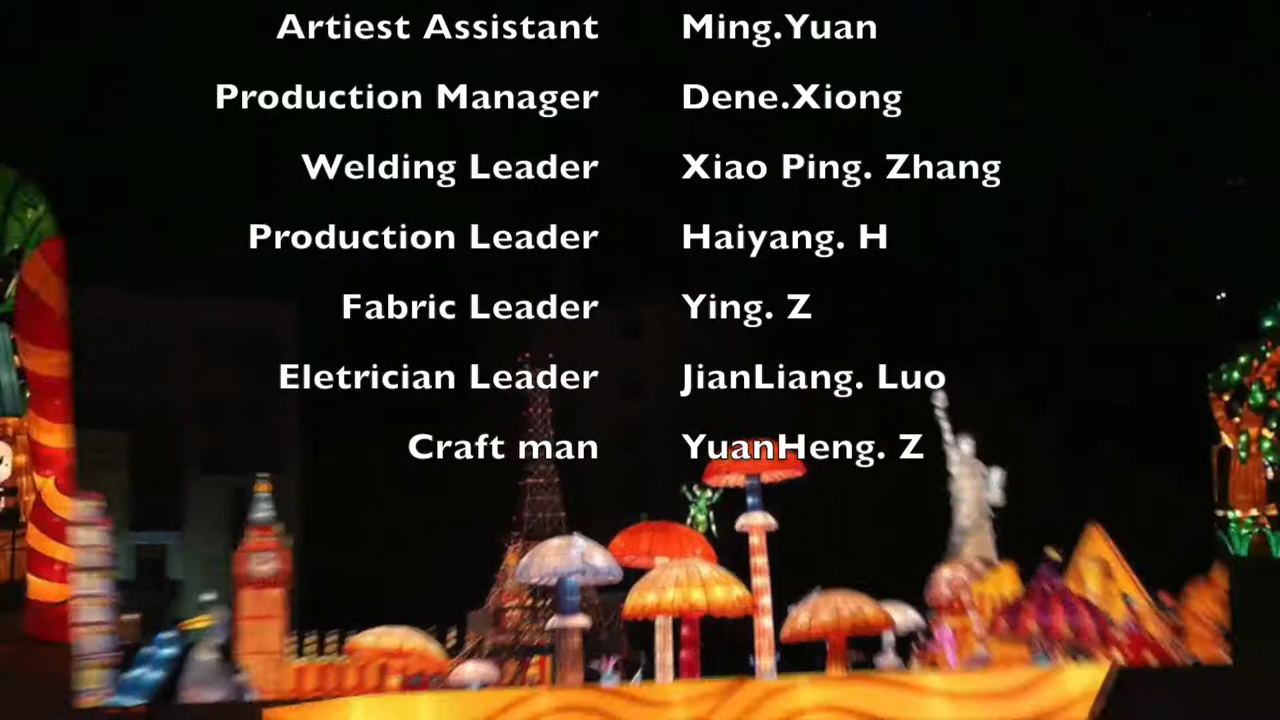 Artiest Assistant Ming.Yuan
Production Manager Dene.Xiong
Welding Leader Xiao Ping. Zhang
Production Leader Haiyang. H
Fabric Leader Ying. Z
Eletrician Leader JianLiang. Luo
Craft man YuanHeng. Z